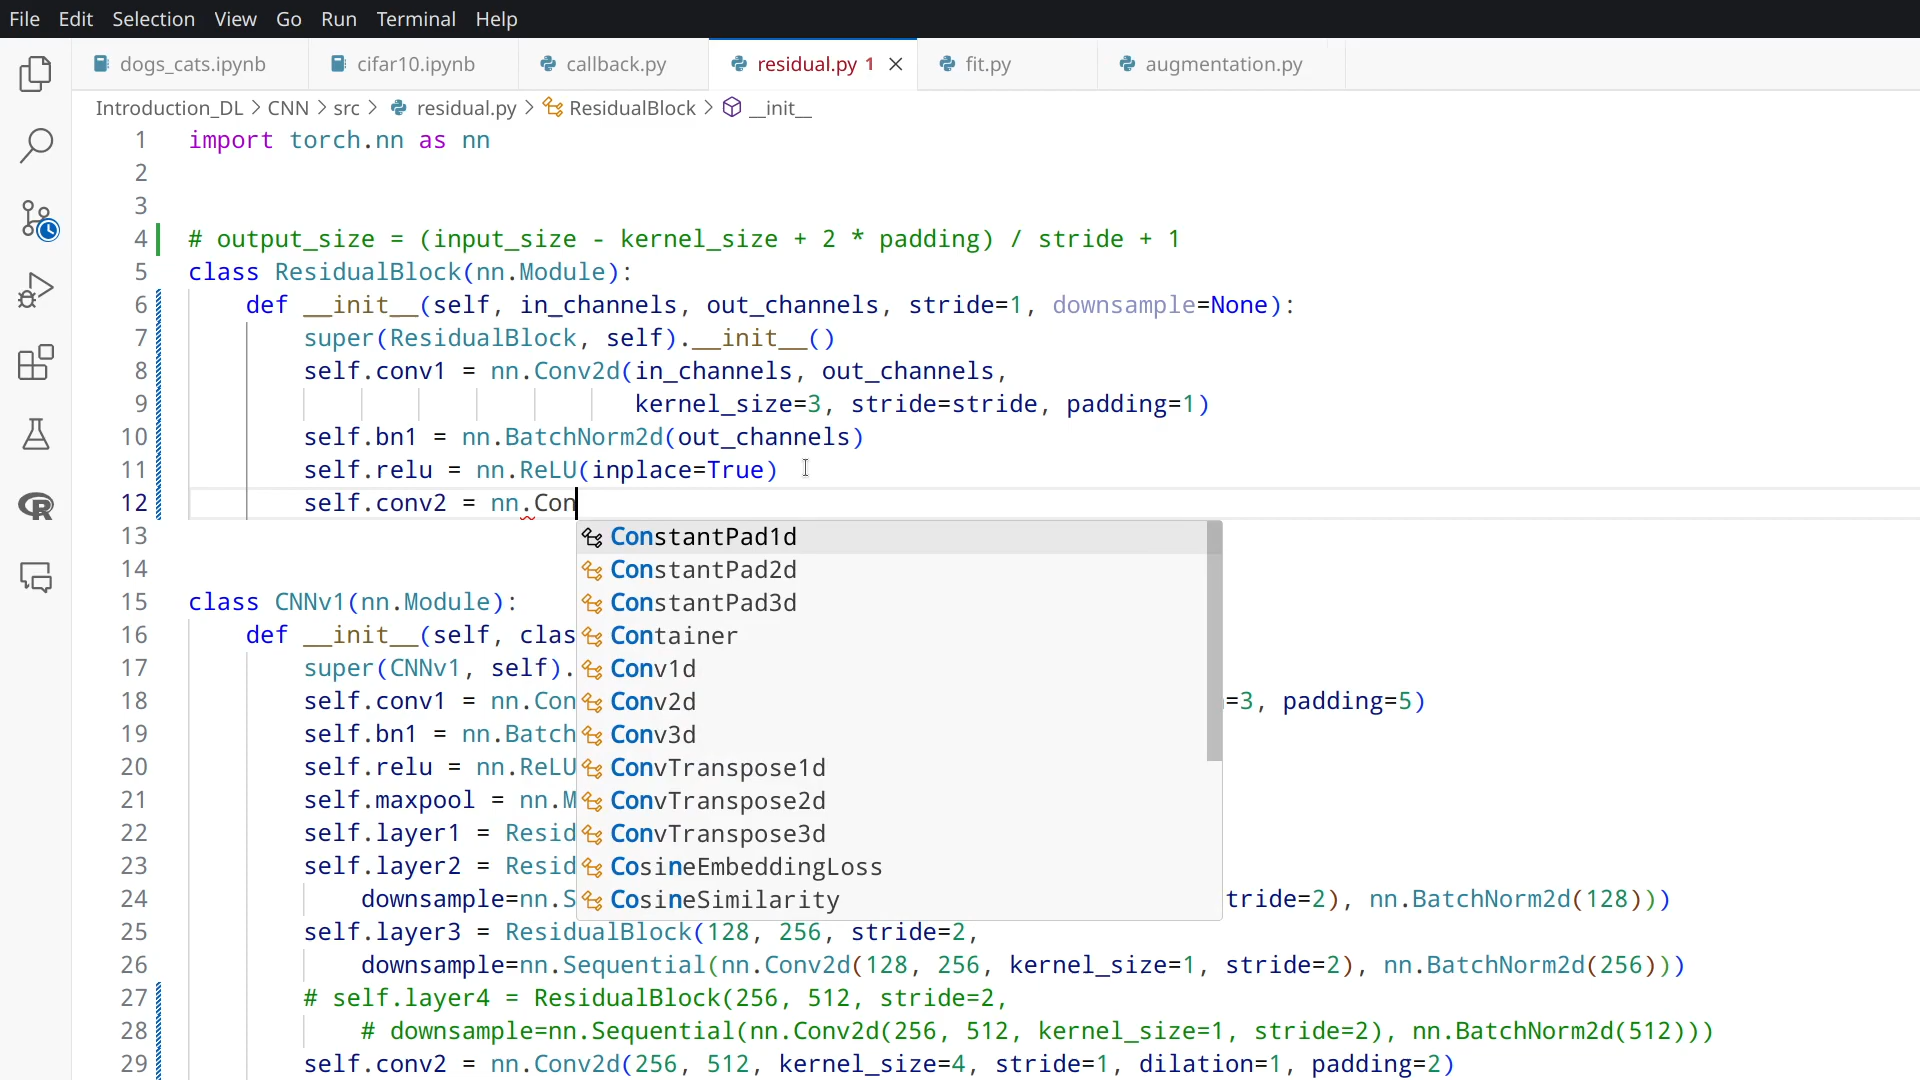 File Edit Selection View Go Run Terminal Help
dogs_cats.ipynb cifar10.ipynb callback.py residual.py 1 fit.py augmentation.py
Introduction_DL > CNN > src > residual.py > ResidualBlock > __init__
1 import torch.nn as nn
2
3
4 # output_size = (input_size - kernel_size + 2 * padding) / stride + 1
5 class ResidualBlock(nn.Module):
6 def __init__(self, in_channels, out_channels, stride=1, downsample=None):
7 super(ResidualBlock, self).__init__()
8 self.conv1 = nn.Conv2d(in_channels, out_channels,
9 kernel_size=3, stride=stride, padding=1)
10 self.bn1 = nn.BatchNorm2d(out_channels)
11 self.relu = nn.ReLU(inplace=True)
12 self.conv2 = nn.Con
13 ConstantPad1d
14 ConstantPad2d
15 class CNNv1(nn.Module): ConstantPad3d
16 def __init__(self, clas Container
17 super(CNNv1, self). Conv1d
18 self.conv1 = nn.Con Conv2d =3, padding=5)
19 self.bn1 = nn.Batch Conv3d
20 self.relu = nn.ReLU ConvTranspose1d
21 self.maxpool = nn.M ConvTranspose2d
22 self.layer1 = Resid ConvTranspose3d
23 self.layer2 = Resid CosineEmbeddingLoss
24 downsample=nn.S CosineSimilarity tride=2), nn.BatchNorm2d(128)))
25 self.layer3 = ResidualBlock(128, 256, stride=2,
26 downsample=nn.Sequential(nn.Conv2d(128, 256, kernel_size=1, stride=2), nn.BatchNorm2d(256)))
27 # self.layer4 = ResidualBlock(256, 512, stride=2,
28 # downsample=nn.Sequential(nn.Conv2d(256, 512, kernel_size=1, stride=2), nn.BatchNorm2d(512)))
29 self.conv2 = nn.Conv2d(256, 512, kernel_size=4, stride=1, dilation=1, padding=2)